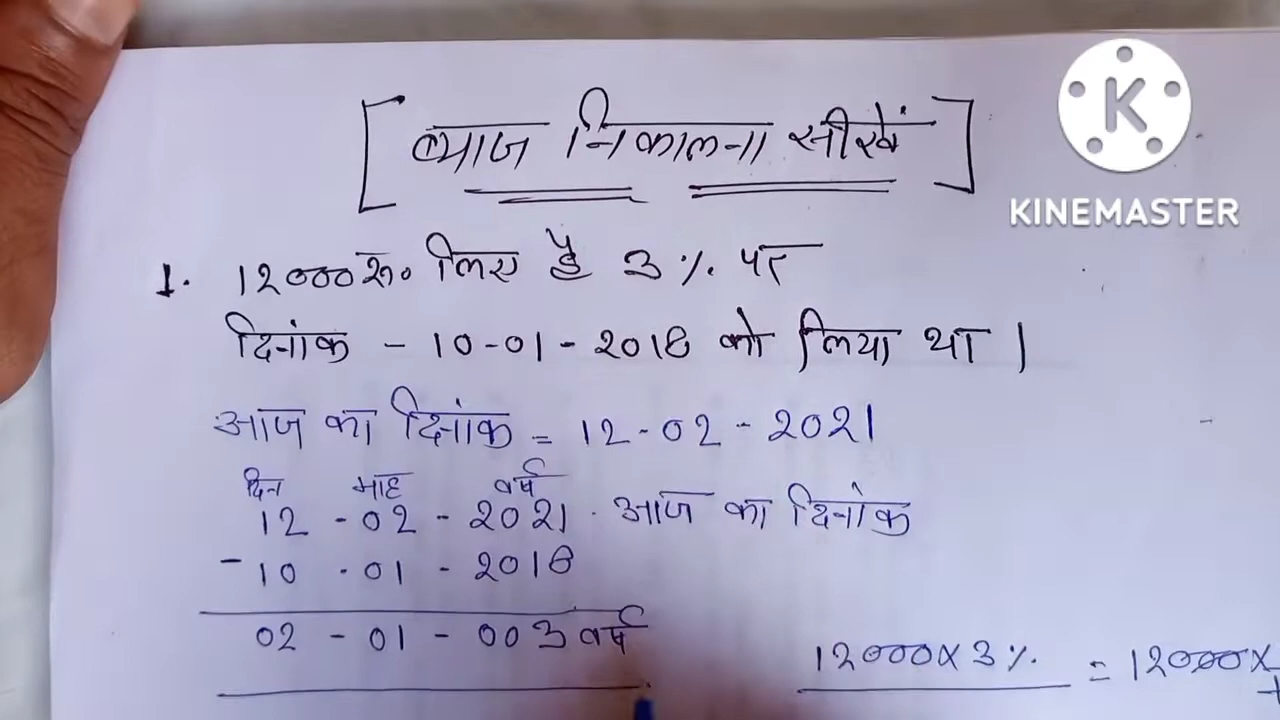 [ ब्याज निकालना सीखें ]
K
KINEMASTER
1. 12000रू० लिए है 3 % पर
दिनांक - 10-01-2018 को लिया था |
आज का दिनांक = 12-02-2021
दिन माह वर्ष
12 - 02 - 2021 . आज का दिनांक
- 10 . 01 - 2018
02 - 01 - 003 वर्ष
12000 x 3 % = 12000 x